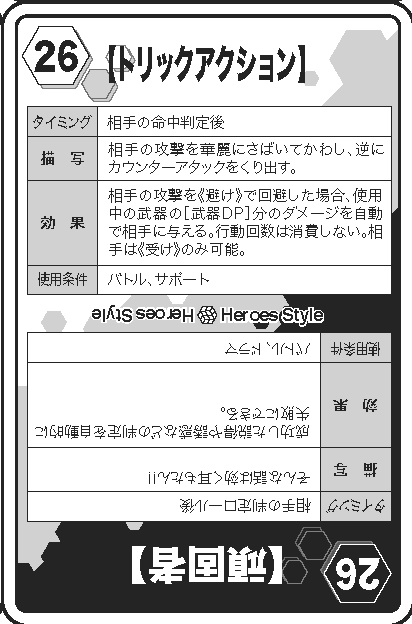 26
【トリックアクション】
タイミング 相手の命中判定後
描 写 相手の攻撃を華麗にさばいてかわし、逆に
カウンターアタックをくり出す。
効 果 相手の攻撃を《避け》で回避した場合、使用
中の武器の[武器DP]分のダメージを自動
で相手に与える。行動回数は消費しない。相
手は《受け》のみ可能。
使用条件 バトル、サポート
Heroes Style
Heroes Style
26
【頑固者】
タイミング 相手の判定ロール後
描 写 そんな話は効く耳もたん!!
効 果 成功した説得や誘惑などの判定を自動的に
失敗にできる。
使用条件 バトル、ドラマ